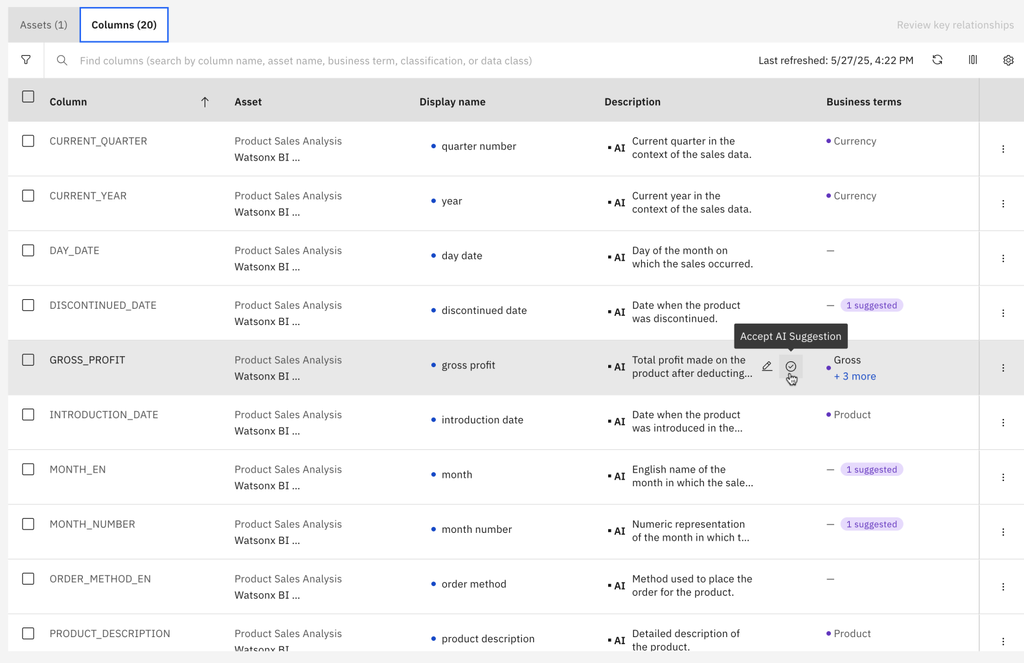 Assets (1)
Columns (20)
Review key relationships
Find columns (search by column name, asset name, business term, classification, or data class)
Last refreshed: 5/27/25, 4:22 PM
Column
Asset
Display name
Description
Business terms
CURRENT_QUARTER
Product Sales Analysis
Watsonx BI ...
quarter number
AI
Current quarter in the
context of the sales data.
Currency
CURRENT_YEAR
Product Sales Analysis
Watsonx BI ...
year
AI
Current year in the
context of the sales data.
Currency
DAY_DATE
Product Sales Analysis
Watsonx BI ...
day date
AI
Day of the month on
which the sales occurred.
—
DISCONTINUED_DATE
Product Sales Analysis
Watsonx BI ...
discontinued date
AI
Date when the product
was discontinued.
— 1 suggested
Accept AI Suggestion
GROSS_PROFIT
Product Sales Analysis
Watsonx BI ...
gross profit
AI
Total profit made on the
product after deducting...
Gross
+ 3 more
INTRODUCTION_DATE
Product Sales Analysis
Watsonx BI ...
introduction date
AI
Date when the product
was introduced in the...
Product
MONTH_EN
Product Sales Analysis
Watsonx BI ...
month
AI
English name of the
month in which the sale...
— 1 suggested
MONTH_NUMBER
Product Sales Analysis
Watsonx BI ...
month number
AI
Numeric representation
of the month in which t...
— 1 suggested
ORDER_METHOD_EN
Product Sales Analysis
Watsonx BI ...
order method
AI
Method used to place the
order for the product.
—
PRODUCT_DESCRIPTION
Product Sales Analysis
Watsonx BI ...
product description
AI
Detailed description of
the product.
Product